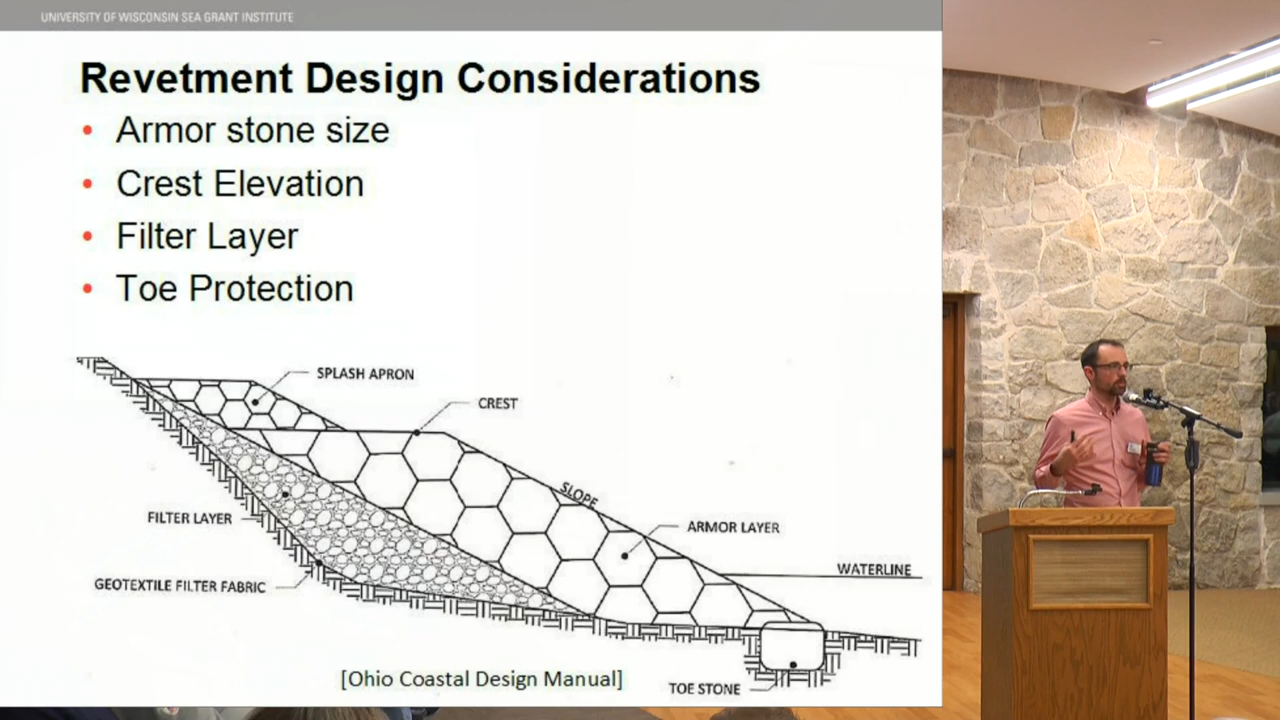 UNIVERSITY OF WISCONSIN SEA GRANT INSTITUTE
Revetment Design Considerations
• Armor stone size
• Crest Elevation
• Filter Layer
• Toe Protection
SPLASH APRON
CREST
SLOPE
FILTER LAYER
ARMOR LAYER
WATERLINE
GEOTEXTILE FILTER FABRIC
[Ohio Coastal Design Manual]
TOE STONE